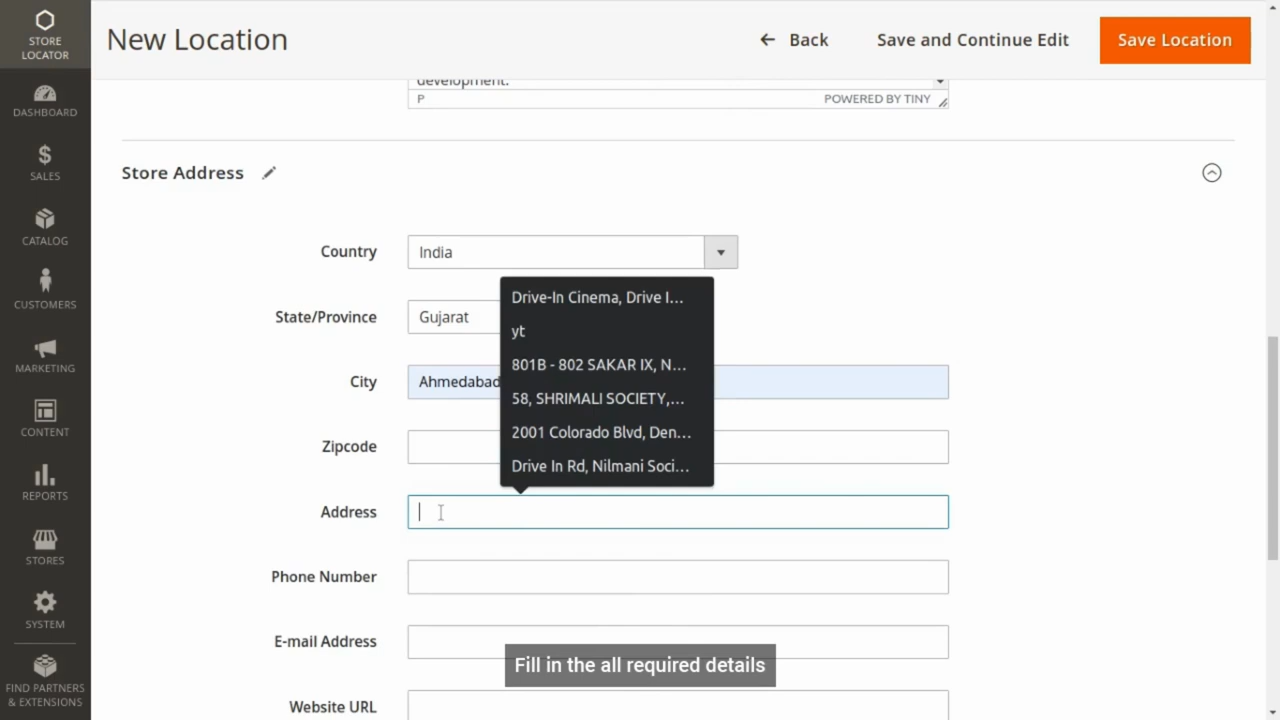 STORE
LOCATOR
DASHBOARD
SALES
CATALOG
CUSTOMERS
MARKETING
CONTENT
REPORTS
STORES
SYSTEM
FIND PARTNERS
& EXTENSIONS
New Location
Back
Save and Continue Edit
Save Location
development.
P
POWERED BY TINY
Store Address
Country
India
State/Province
Gujarat
City
Ahmedabad
Zipcode
Drive-In Cinema, Drive I...
yt
801B - 802 SAKAR IX, N...
58, SHRIMALI SOCIETY,...
2001 Colorado Blvd, Den...
Drive In Rd, Nilmani Soci...
Address
Phone Number
E-mail Address
Fill in the all required details
Website URL